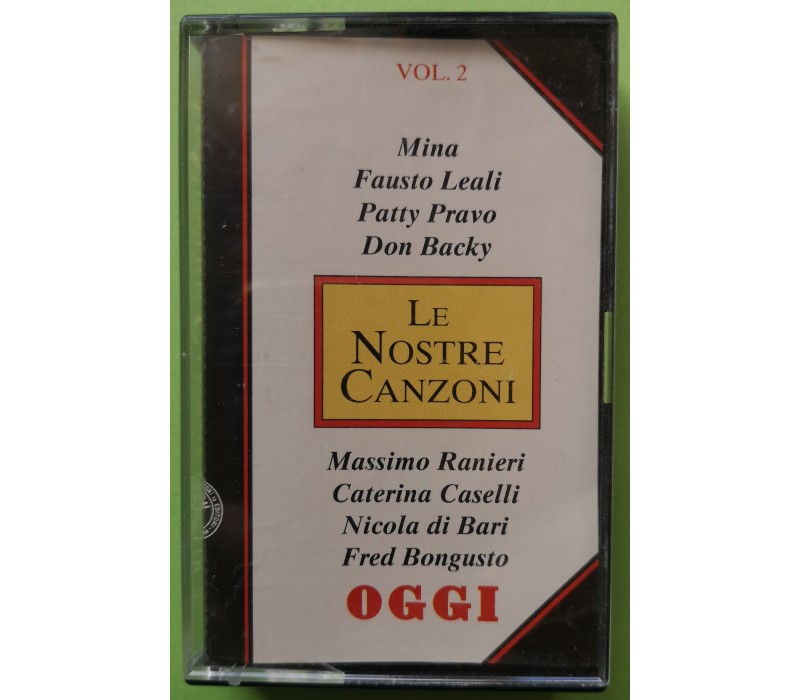 VOL. 2
Mina
Fausto Leali
Patty Pravo
Don Backy
LE
NOSTRE
CANZONI
Massimo Ranieri
Caterina Caselli
Nicola di Bari
Fred Bongusto
OGGI